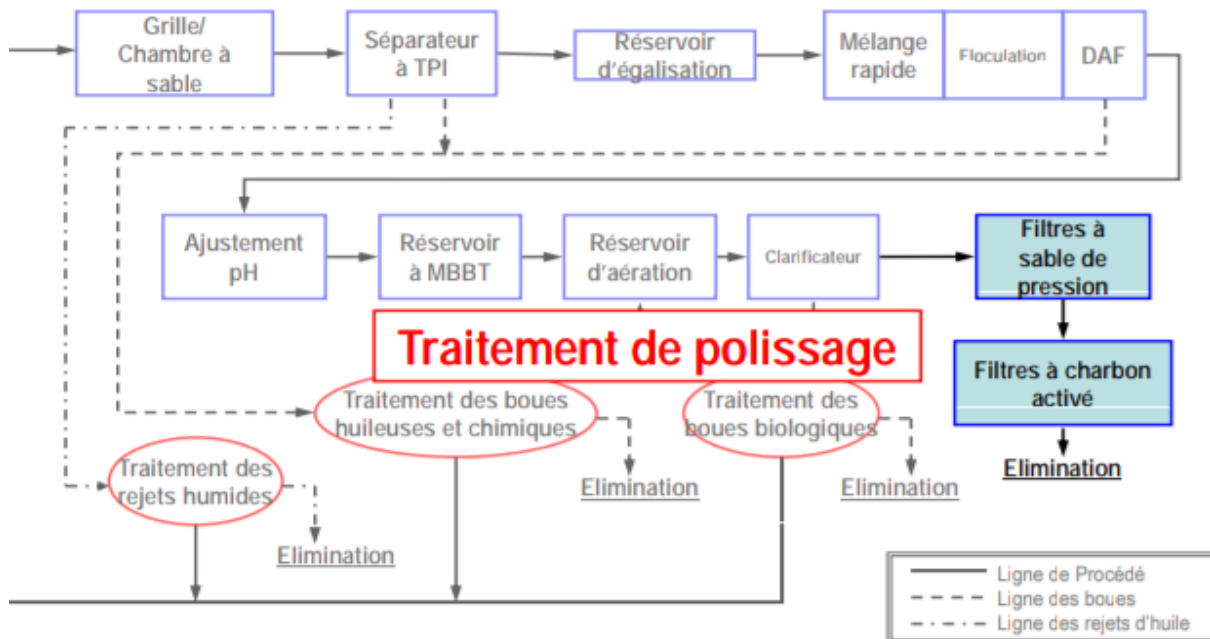 Grille/
Chambre à
sable
Séparateur
à TPI
Réservoir
d'égalisation
Mélange
rapide
Floculation
DAF
Ajustement
pH
Réservoir
à MBBT
Réservoir
d'aération
Clarificateur
Filtres à
sable de
pression
Traitement de polissage
Filtres à charbon
activé
Traitement des boues
huileuses et chimiques
Traitement des
boues biologiques
Elimination
Traitement des
rejets humides
Elimination
Elimination
Elimination
Ligne de Procédé
Ligne des boues
Ligne des rejets d'huile